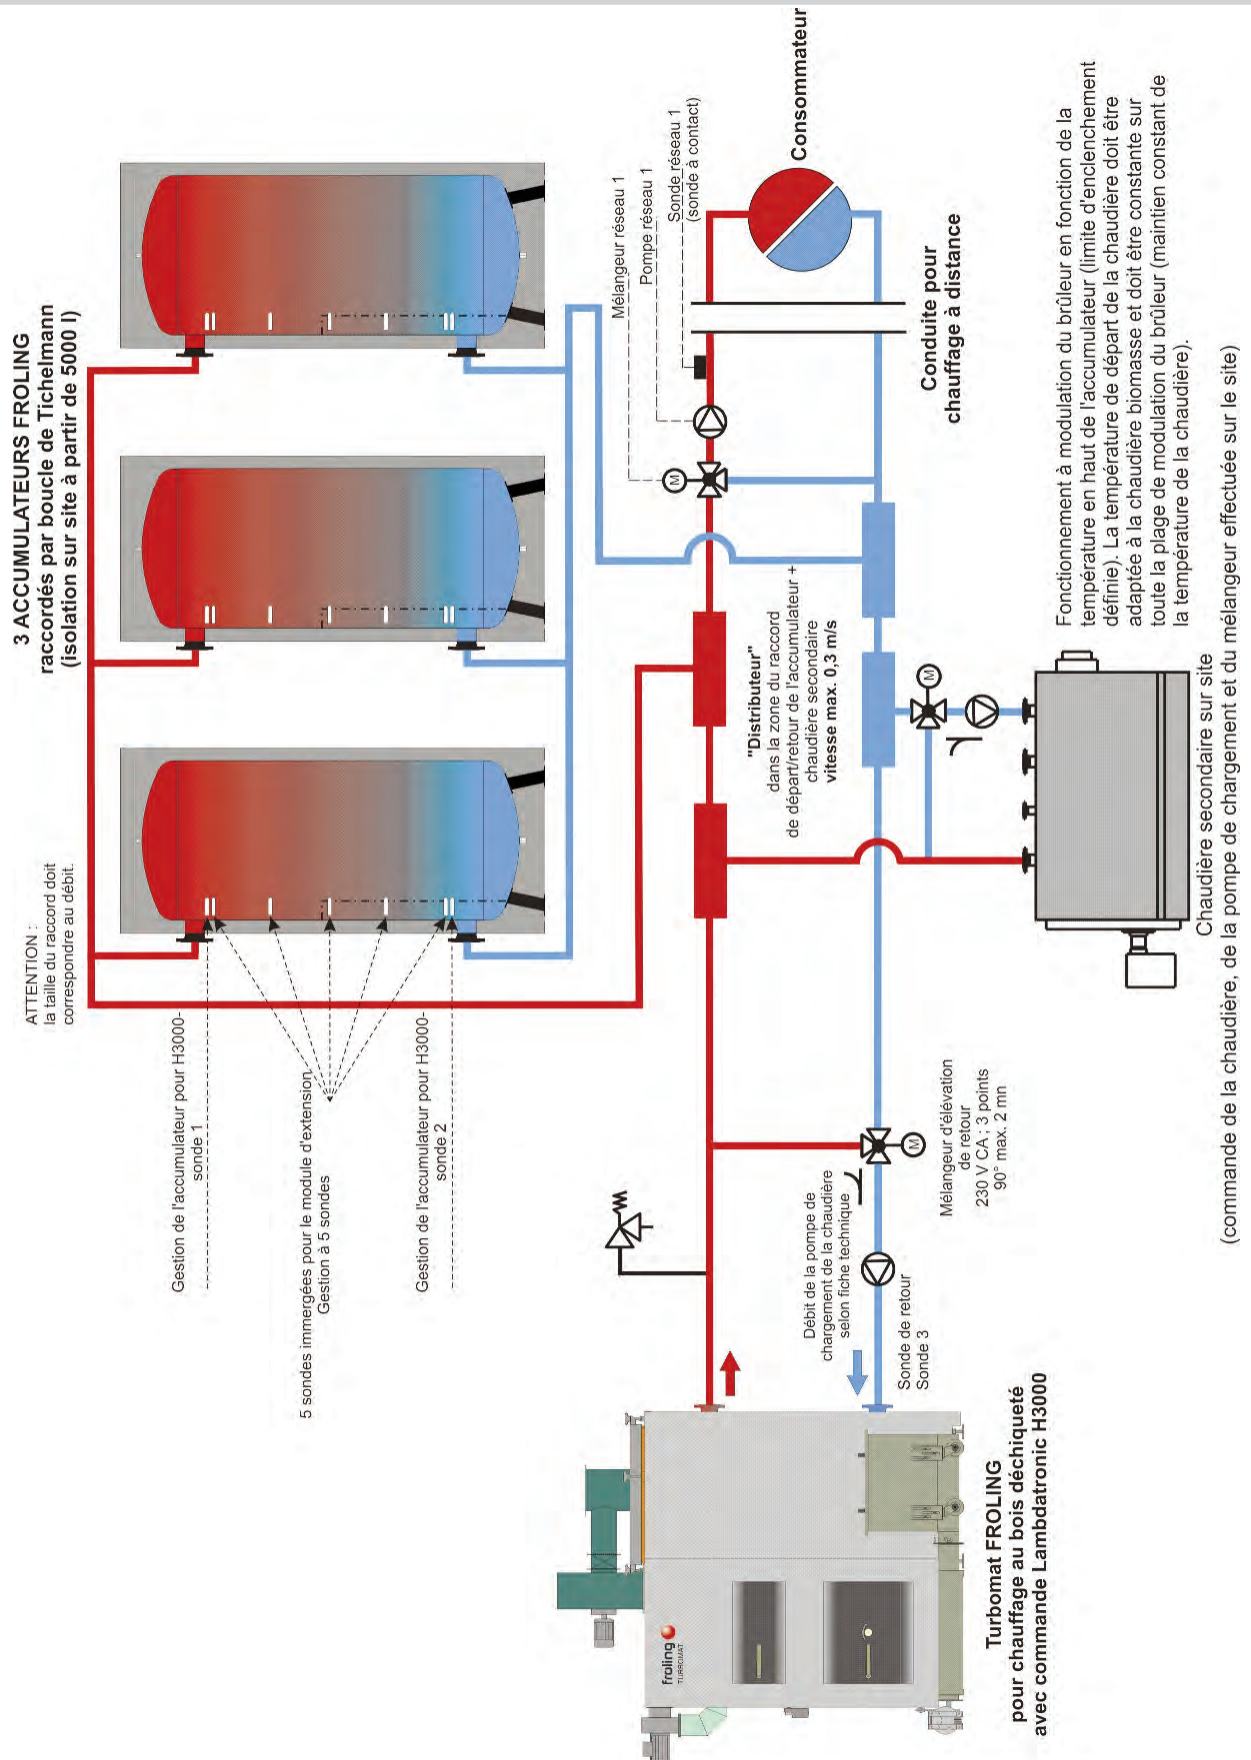 3 ACCUMULATEURS FROLING
raccordés par boucle de Tichelmann
(isolation sur site à partir de 5000 l)
ATTENTION :
la taille du raccord doit
correspondre au débit.
Gestion de l'accumulateur pour H3000-
sonde 1
5 sondes immergées pour le module d'extension
Gestion à 5 sondes
Gestion de l'accumulateur pour H3000-
sonde 2
Mélangeur réseau 1
Pompe réseau 1
Sonde réseau 1
(sonde à contact)
Consommateur
M
Conduite pour
chauffage à distance
"Distributeur"
dans la zone du raccord
de départ/retour de l'accumulateur +
chaudière secondaire
vitesse max. 0,3 m/s
M
Fonctionnement à modulation du brûleur en fonction de la
température en haut de l'accumulateur (limite d'enclenchement
définie). La température de départ de la chaudière doit être
adaptée à la chaudière biomasse et doit être constante sur
toute la plage de modulation du brûleur (maintien constant de
la température de la chaudière).
Chaudière secondaire sur site
(commande de la chaudière, de la pompe de chargement et du mélangeur effectuée sur le site)
M
Mélangeur d'élévation
de retour
230 V CA ; 3 points
90° max. 2 mn
Débit de la pompe de
chargement de la chaudière
selon fiche technique
Sonde de retour
Sonde 3
froling
TURBOMAT
Turbomat FROLING
pour chauffage au bois déchiqueté
avec commande Lambdatronic H3000